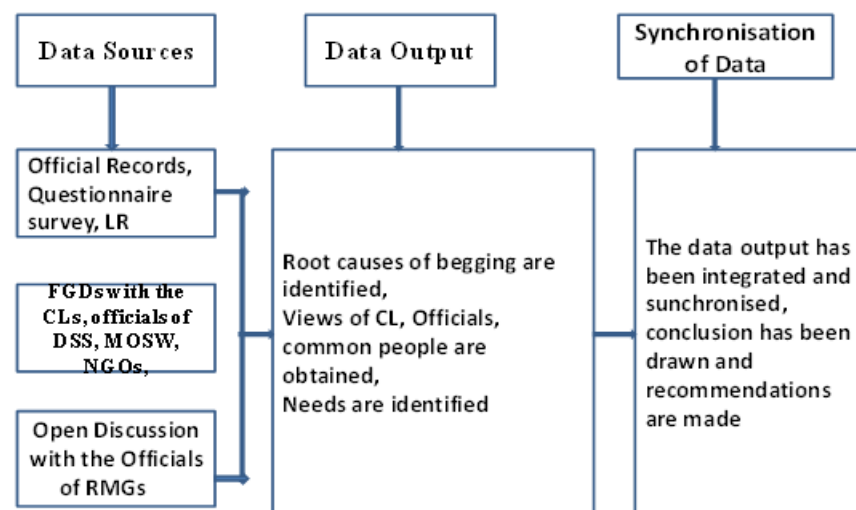 Data Sources
Data Output
Synchronisation
of Data
Official Records,
Questionnaire
survey, LR
FGDs with the
CLs, officials of
DSS, MOSW,
NGOs,
Open Discussion
with the Officials
of RMGs
Root causes of begging are
identified,
Views of CL, Officials,
common people are
obtained,
Needs are identified
The data output has
been integrated and
sunchronised,
conclusion has been
drawn and
recommendations
are made